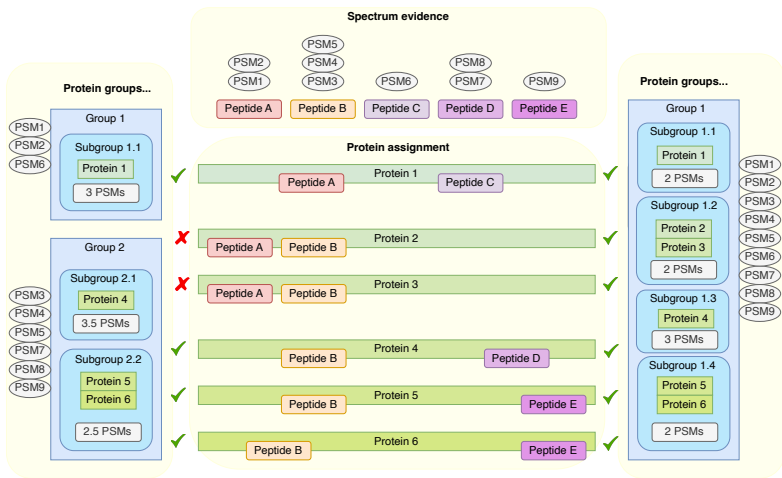 Spectrum evidence
PSM5
PSM2
PSM4
PSM8
PSM1
PSM3
PSM6
PSM7
PSM9
Peptide A
Peptide B
Peptide C
Peptide D
Peptide E
Protein groups...
Group 1
PSM1
PSM2
PSM6
Subgroup 1.1
Protein 1
3 PSMs
Group 2
Subgroup 2.1
Protein 4
3.5 PSMs
PSM3
PSM4
PSM5
PSM7
PSM8
PSM9
Subgroup 2.2
Protein 5
Protein 6
2.5 PSMs
Protein assignment
Protein 1
Peptide A
Peptide C
Protein 2
Peptide A
Peptide B
Protein 3
Peptide A
Peptide B
Protein 4
Peptide B
Peptide D
Protein 5
Peptide B
Peptide E
Protein 6
Peptide B
Peptide E
Protein groups...
Group 1
Subgroup 1.1
Protein 1
2 PSMs
Subgroup 1.2
Protein 2
Protein 3
2 PSMs
Subgroup 1.3
Protein 4
3 PSMs
Subgroup 1.4
Protein 5
Protein 6
2 PSMs
PSM1
PSM2
PSM3
PSM4
PSM5
PSM6
PSM7
PSM8
PSM9